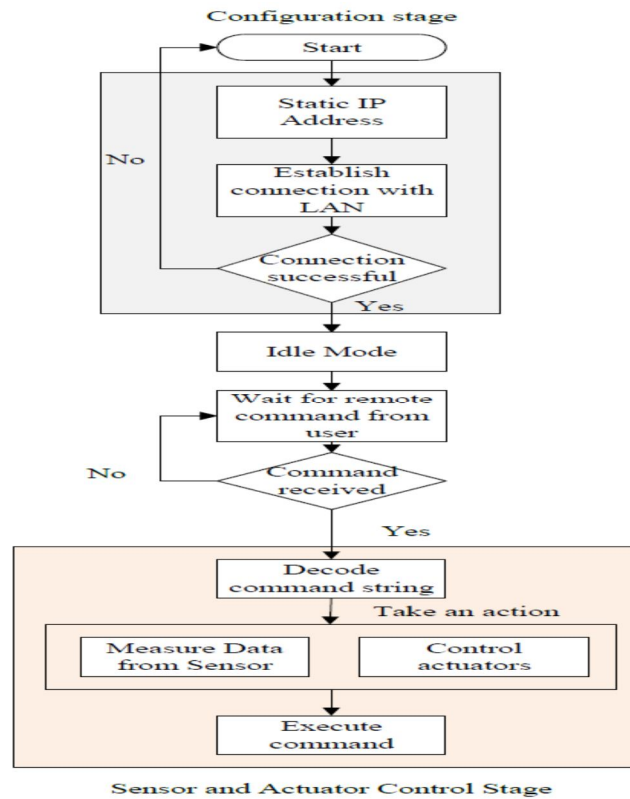 Configuration stage
Start
Static IP
Address
No
Establish
connection with
LAN
Connection
successful
Yes
Idle Mode
Wait for remote
command from
user
No
Command
received
Yes
Decode
command string
Take an action
Measure Data
from Sensor
Control
actuators
Execute
command
Sensor and Actuator Control Stage